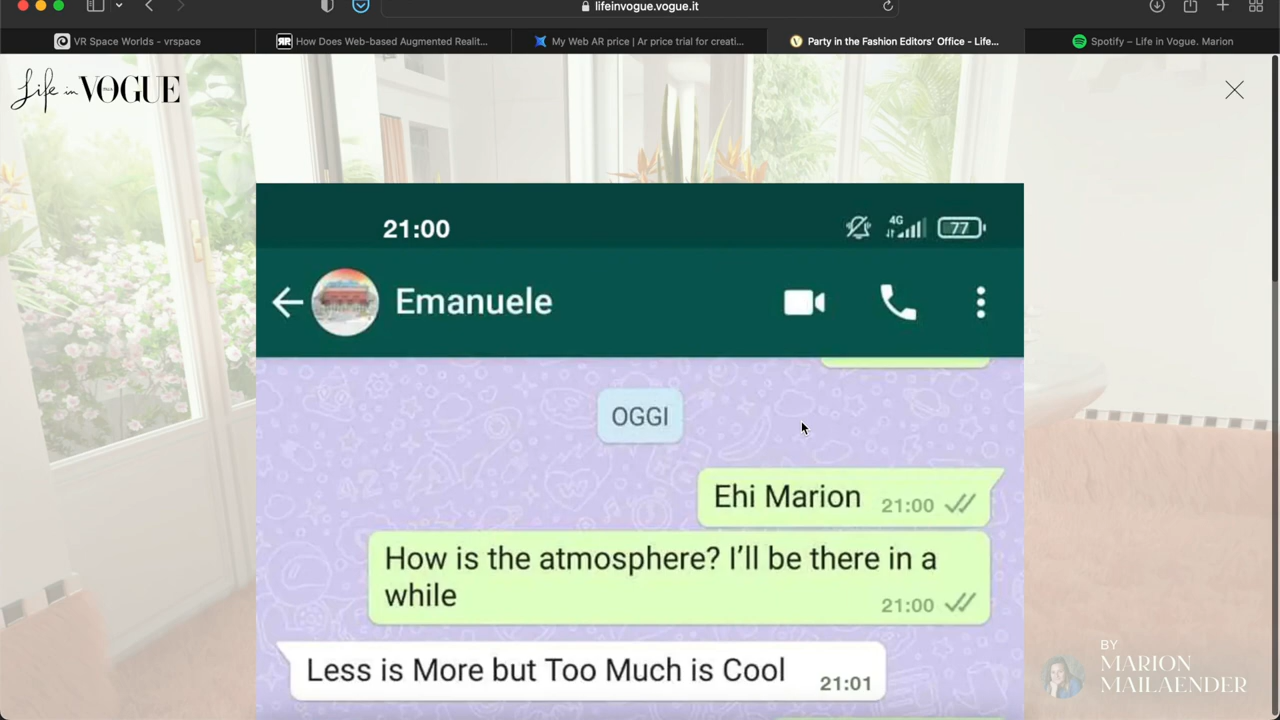 lifeinvogue.vogue.it
VR Space Worlds - vrspace
How Does Web-based Augmented Realit...
My Web AR price | Ar price trial for creati...
Party in the Fashion Editors' Office - Life...
Spotify – Life in Vogue. Marion
Life in VOGUE
21:00
4G
77
Emanuele
OGGI
Ehi Marion 21:00
How is the atmosphere? I'll be there in a
while
21:00
Less is More but Too Much is Cool 21:01
BY
MARION
MAILAENDER